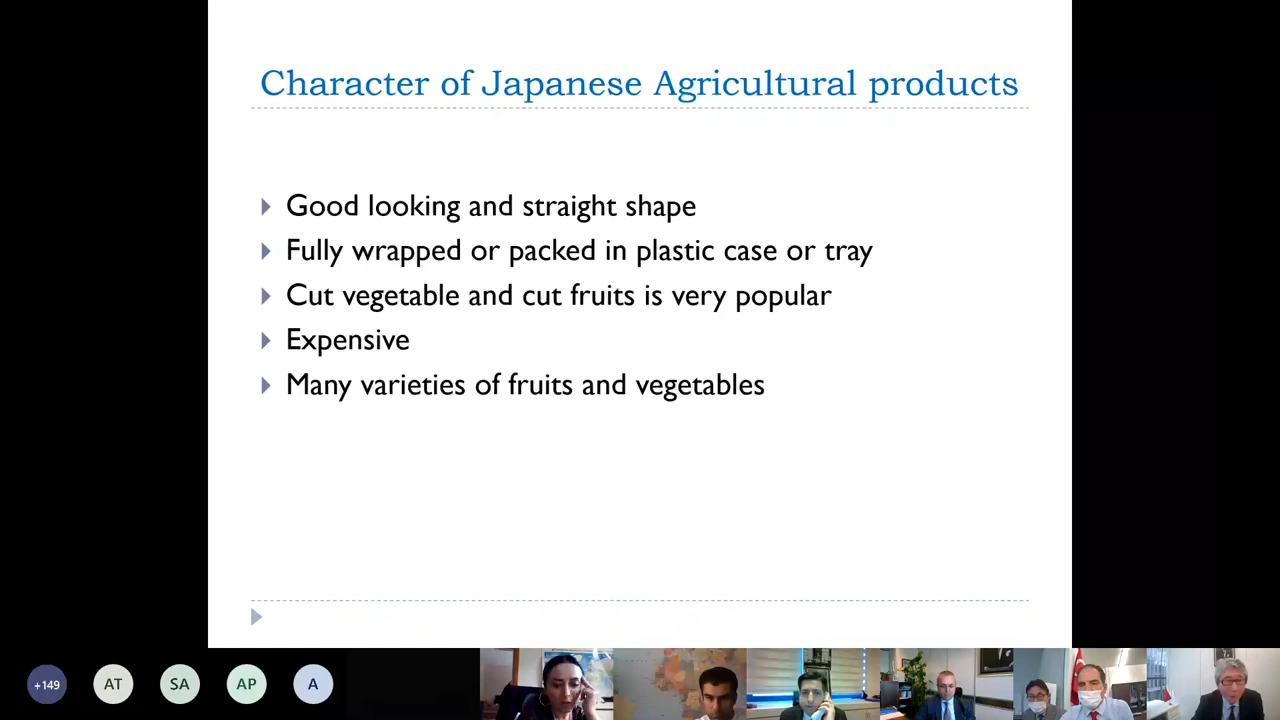 Character of Japanese Agricultural products
Good looking and straight shape
Fully wrapped or packed in plastic case or tray
Cut vegetable and cut fruits is very popular
Expensive
Many varieties of fruits and vegetables
+149
AT
SA
AP
A